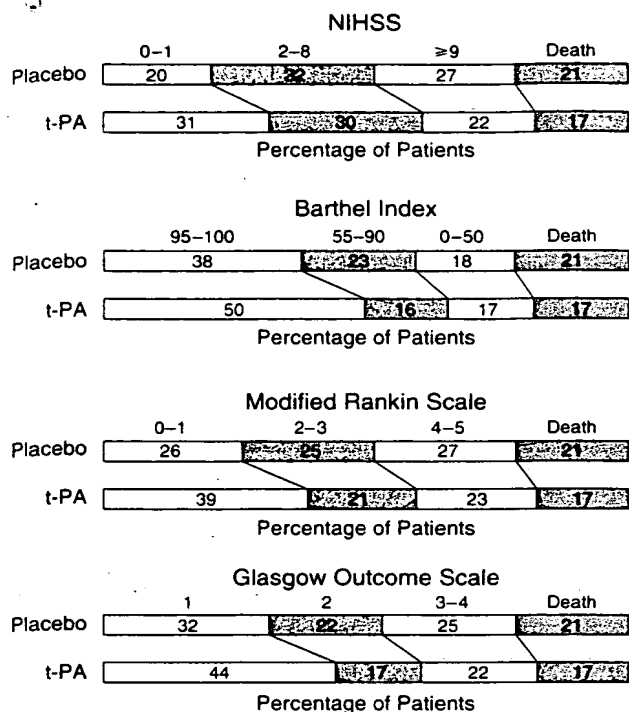 NIHSS
0–1 2–8 ≥9 Death
Placebo 20 32 27 21
t-PA 31 30 22 17
Percentage of Patients
Barthel Index
95–100 55–90 0–50 Death
Placebo 38 23 18 21
t-PA 50 16 17 17
Percentage of Patients
Modified Rankin Scale
0–1 2–3 4–5 Death
Placebo 26 25 27 21
t-PA 39 21 23 17
Percentage of Patients
Glasgow Outcome Scale
1 2 3–4 Death
Placebo 32 22 25 21
t-PA 44 17 22 17
Percentage of Patients